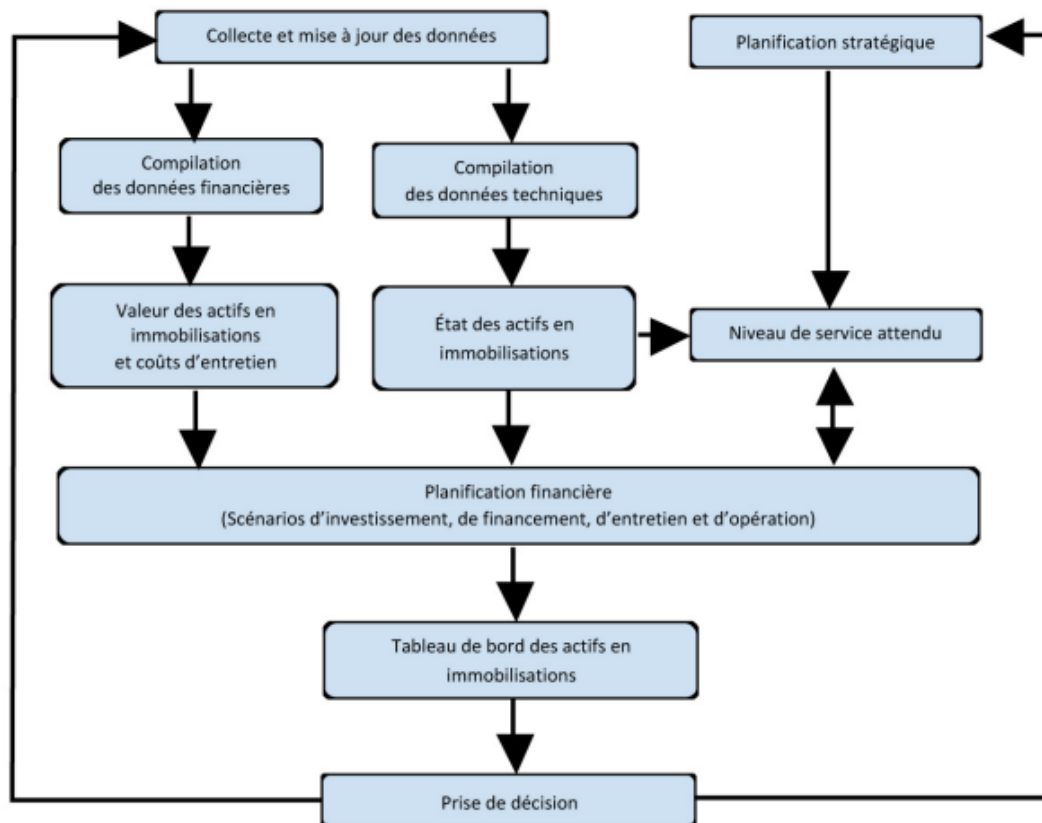 Collecte et mise à jour des données
Planification stratégique
Compilation
des données financières
Compilation
des données techniques
Valeur des actifs en
immobilisations
et coûts d'entretien
État des actifs en
immobilisations
Niveau de service attendu
Planification financière
(Scénarios d'investissement, de financement, d'entretien et d'opération)
Tableau de bord des actifs en
immobilisations
Prise de décision